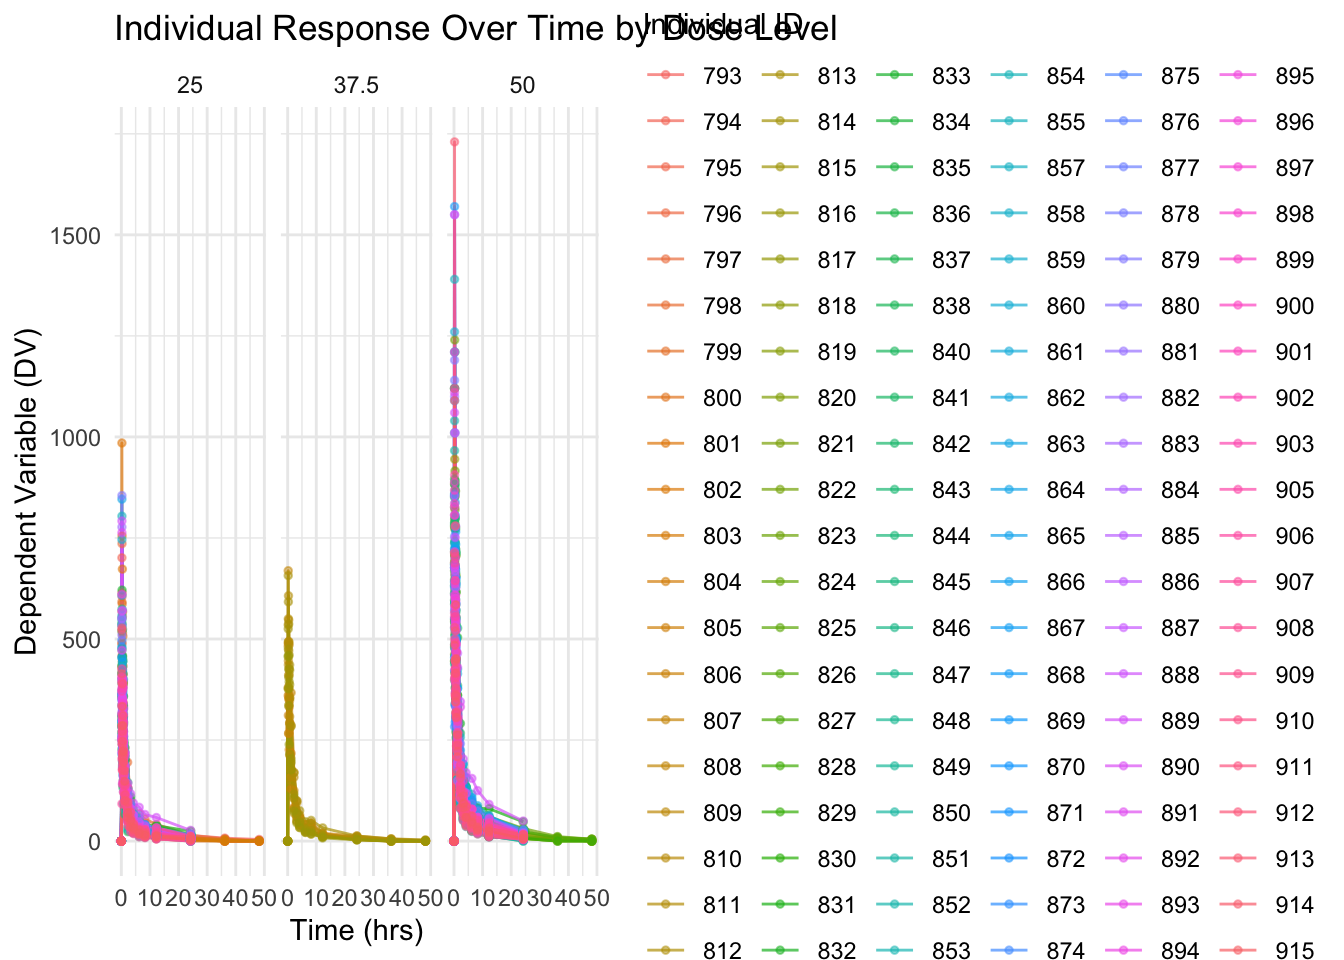 Individual Response Over Time by Dose Level
Individual ID
25 37.5 50
1500
1000
500
0
0 10 20 30 40 50 0 10 20 30 40 50 0 10 20 30 40 50
Time (hrs)
Dependent Variable (DV)
793 813 833 854 875 895
794 814 834 855 876 896
795 815 835 857 877 897
796 816 836 858 878 898
797 817 837 859 879 899
798 818 838 860 880 900
799 819 840 861 881 901
800 820 841 862 882 902
801 821 842 863 883 903
802 822 843 864 884 905
803 823 844 865 885 906
804 824 845 866 886 907
805 825 846 867 887 908
806 826 847 868 888 909
807 827 848 869 889 910
808 828 849 870 890 911
809 829 850 871 891 912
810 830 851 872 892 913
811 831 852 873 893 914
812 832 853 874 894 915